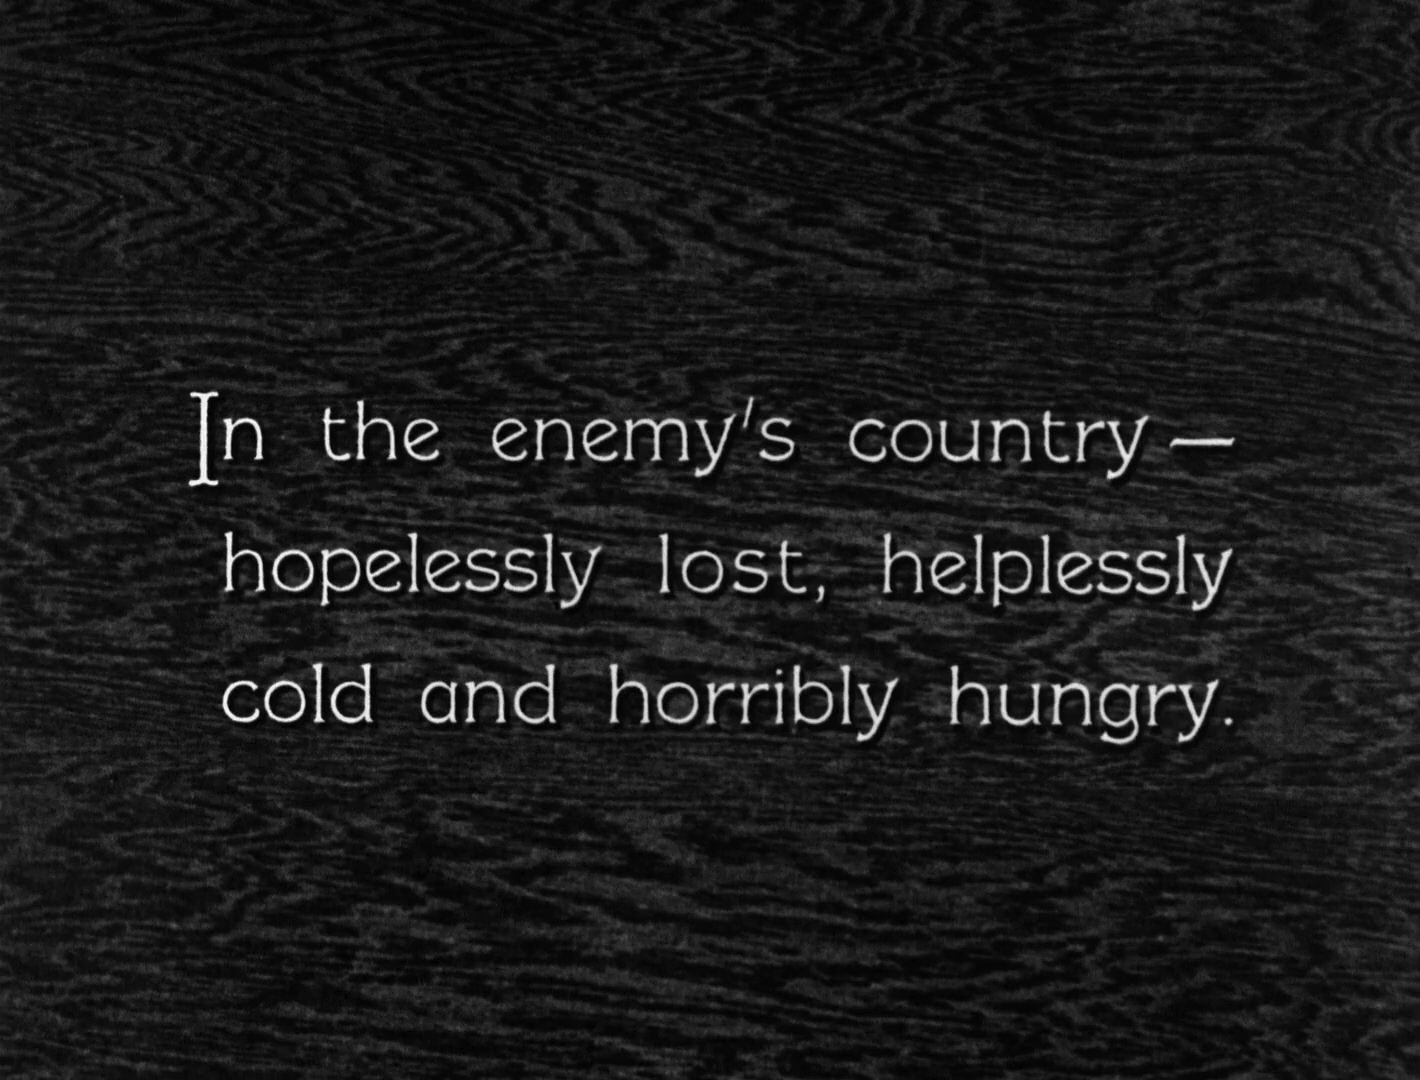 In the enemy's country —
hopelessly lost, helplessly
cold and horribly hungry.